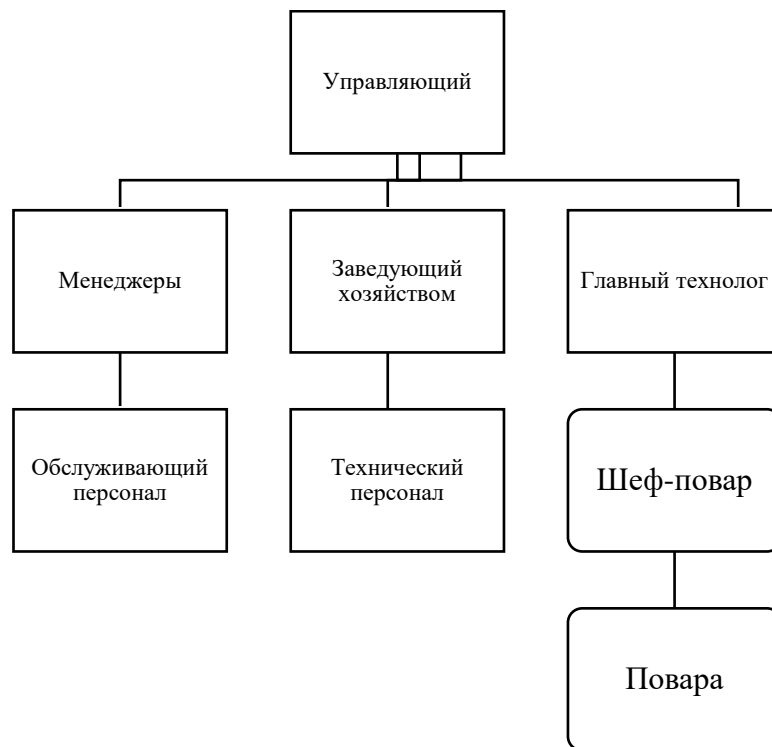 Управляющий
Менеджеры
Заведующий
хозяйством
Главный технолог
Обслуживающий
персонал
Технический
персонал
Шеф-повар
Повара